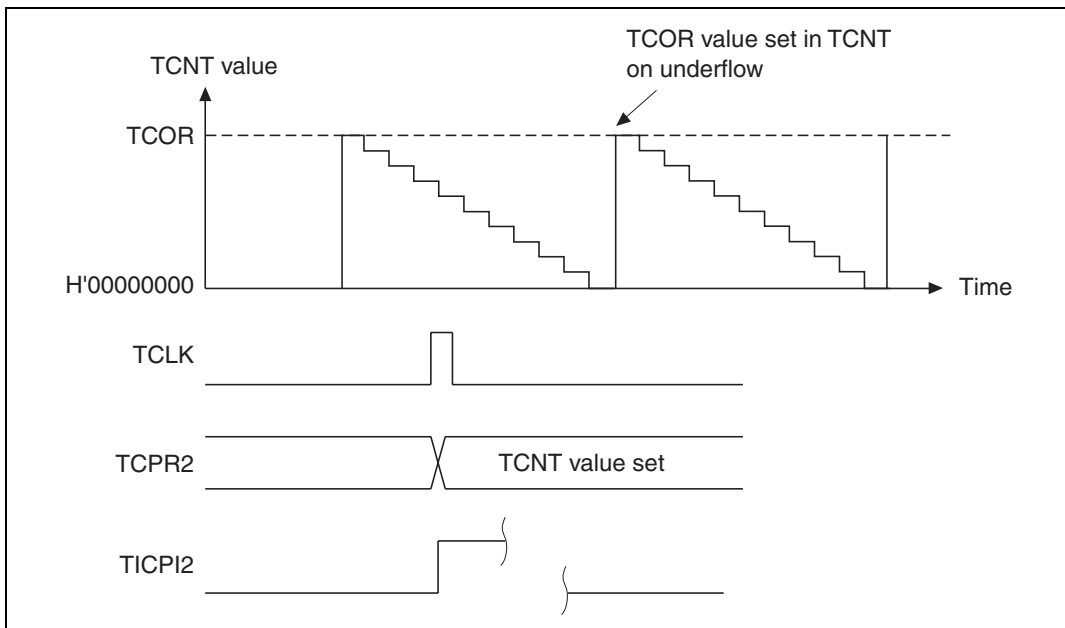 TCOR value set in TCNT
on underflow
TCNT value
TCOR
H'00000000
Time
TCLK
TCPR2
TCNT value set
TICPI2